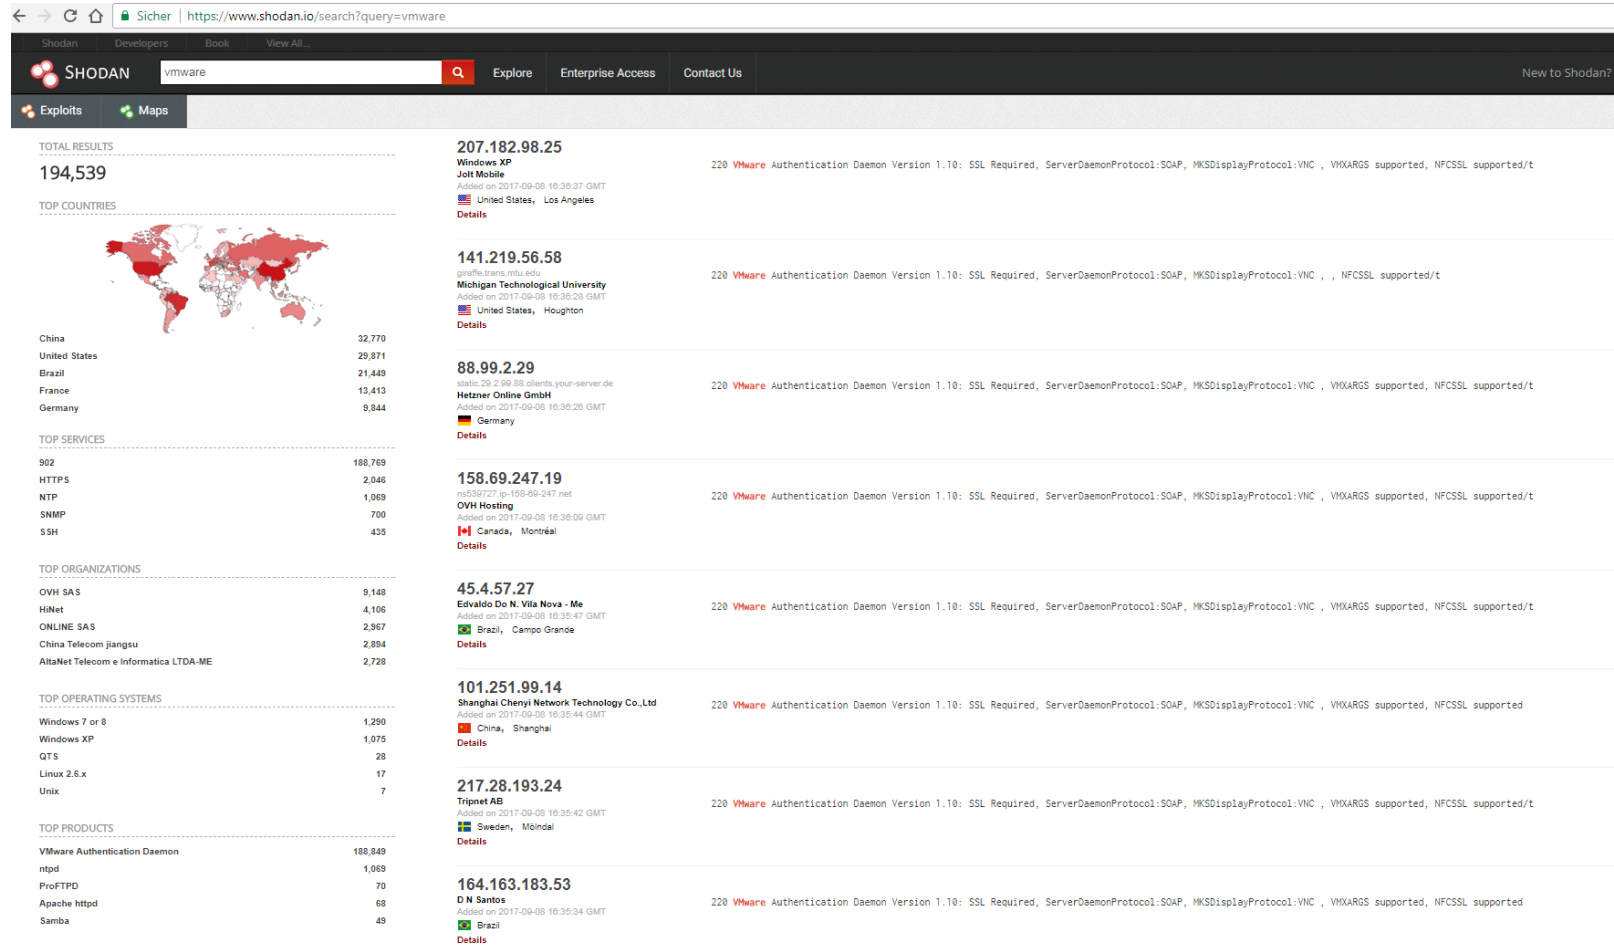 Sicher | https://www.shodan.io/search?query=vmware
Shodan Developers Book View All...
SHODAN vmware Explore Enterprise Access Contact Us New to Shodan?
Exploits Maps
TOTAL RESULTS
194,539
TOP COUNTRIES
China 32,770
United States 29,871
Brazil 21,449
France 13,413
Germany 9,844
TOP SERVICES
902 188,769
HTTPS 2,046
NTP 1,069
SNMP 700
SSH 435
TOP ORGANIZATIONS
OVH SAS 9,148
HiNet 4,106
ONLINE SAS 2,967
China Telecom jiangsu 2,894
AltaNet Telecom e Informatica LTDA-ME 2,728
TOP OPERATING SYSTEMS
Windows 7 or 8 1,290
Windows XP 1,075
QTS 28
Linux 2.6.x 17
Unix 7
TOP PRODUCTS
VMware Authentication Daemon 188,849
ntpd 1,069
ProFTPD 70
Apache httpd 68
Samba 49
207.182.98.25
Windows XP
Jolt Mobile
Added on 2017-09-08 16:36:37 GMT
United States, Los Angeles
Details
220 VMware Authentication Daemon Version 1.10: SSL Required, ServerDaemonProtocol:SOAP, MKSDisplayProtocol:VNC , VMXARGS supported, NFCSSL supported/t
141.219.56.58
giraffe.trans.mtu.edu
Michigan Technological University
Added on 2017-09-08 16:36:28 GMT
United States, Houghton
Details
220 VMware Authentication Daemon Version 1.10: SSL Required, ServerDaemonProtocol:SOAP, MKSDisplayProtocol:VNC , , NFCSSL supported/t
88.99.2.29
static.29.2.99.88.clients.your-server.de
Hetzner Online GmbH
Added on 2017-09-08 16:36:26 GMT
Germany
Details
220 VMware Authentication Daemon Version 1.10: SSL Required, ServerDaemonProtocol:SOAP, MKSDisplayProtocol:VNC , VMXARGS supported, NFCSSL supported/t
158.69.247.19
ns539727.ip-158-69-247.net
OVH Hosting
Added on 2017-09-08 16:36:09 GMT
Canada, Montréal
Details
220 VMware Authentication Daemon Version 1.10: SSL Required, ServerDaemonProtocol:SOAP, MKSDisplayProtocol:VNC , VMXARGS supported, NFCSSL supported/t
45.4.57.27
Edvaldo Do N. Vila Nova - Me
Added on 2017-09-08 16:35:47 GMT
Brazil, Campo Grande
Details
220 VMware Authentication Daemon Version 1.10: SSL Required, ServerDaemonProtocol:SOAP, MKSDisplayProtocol:VNC , VMXARGS supported, NFCSSL supported/t
101.251.99.14
Shanghai Chenyi Network Technology Co.,Ltd
Added on 2017-09-08 16:35:44 GMT
China, Shanghai
Details
220 VMware Authentication Daemon Version 1.10: SSL Required, ServerDaemonProtocol:SOAP, MKSDisplayProtocol:VNC , VMXARGS supported, NFCSSL supported
217.28.193.24
Tripnet AB
Added on 2017-09-08 16:35:42 GMT
Sweden, Mölndal
Details
220 VMware Authentication Daemon Version 1.10: SSL Required, ServerDaemonProtocol:SOAP, MKSDisplayProtocol:VNC , VMXARGS supported, NFCSSL supported/t
164.163.183.53
D N Santos
Added on 2017-09-08 16:35:34 GMT
Brazil
Details
220 VMware Authentication Daemon Version 1.10: SSL Required, ServerDaemonProtocol:SOAP, MKSDisplayProtocol:VNC , VMXARGS supported, NFCSSL supported